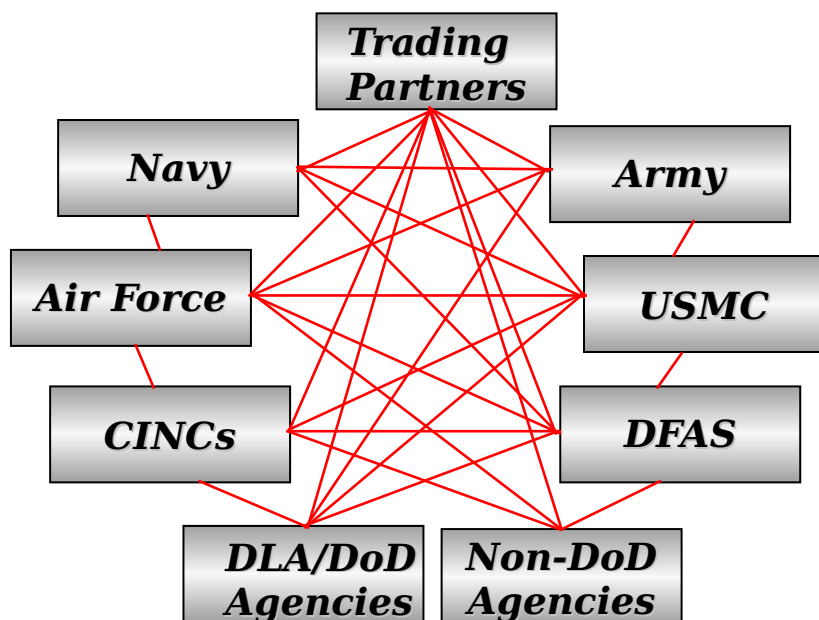 Trading
Partners
Navy
Army
Air Force
USMC
CINCs
DFAS
DLA/DoD
Agencies
Non-DoD
Agencies